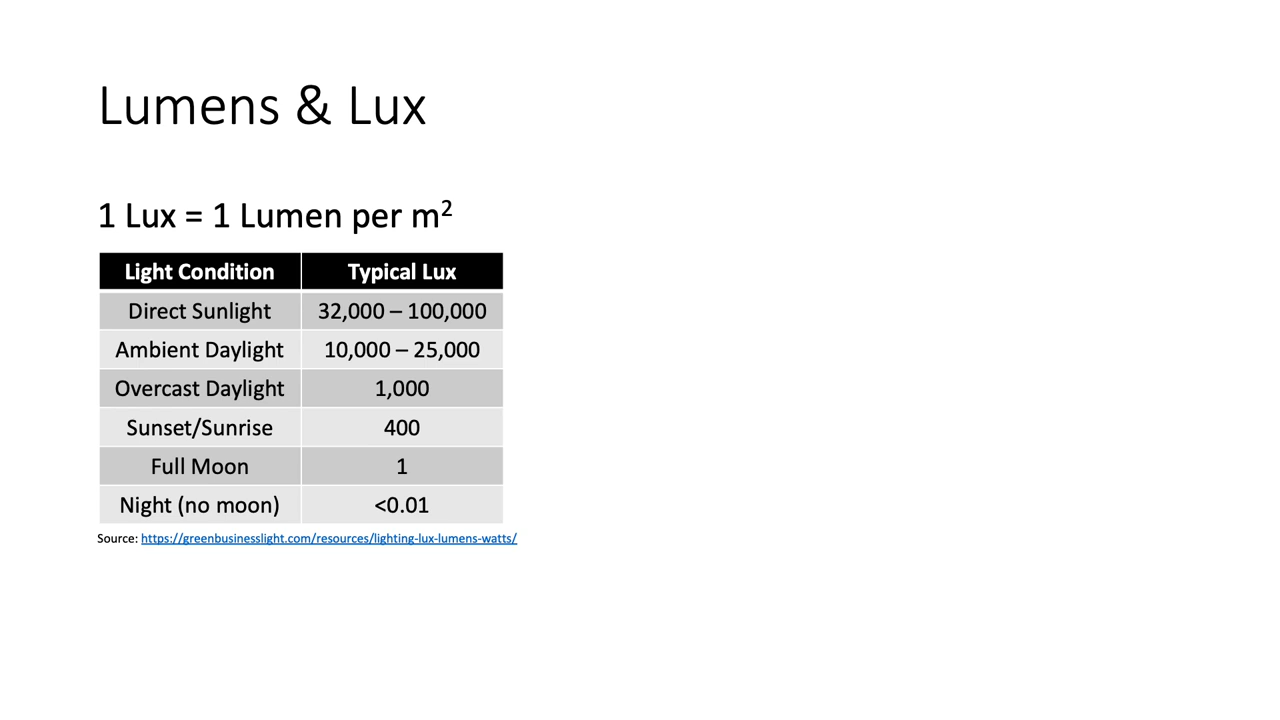 Lumens & Lux
1 Lux = 1 Lumen per m²
Light Condition Typical Lux
Direct Sunlight 32,000 – 100,000
Ambient Daylight 10,000 – 25,000
Overcast Daylight 1,000
Sunset/Sunrise 400
Full Moon 1
Night (no moon) <0.01
Source: https://greenbusinesslight.com/resources/lighting-lux-lumens-watts/